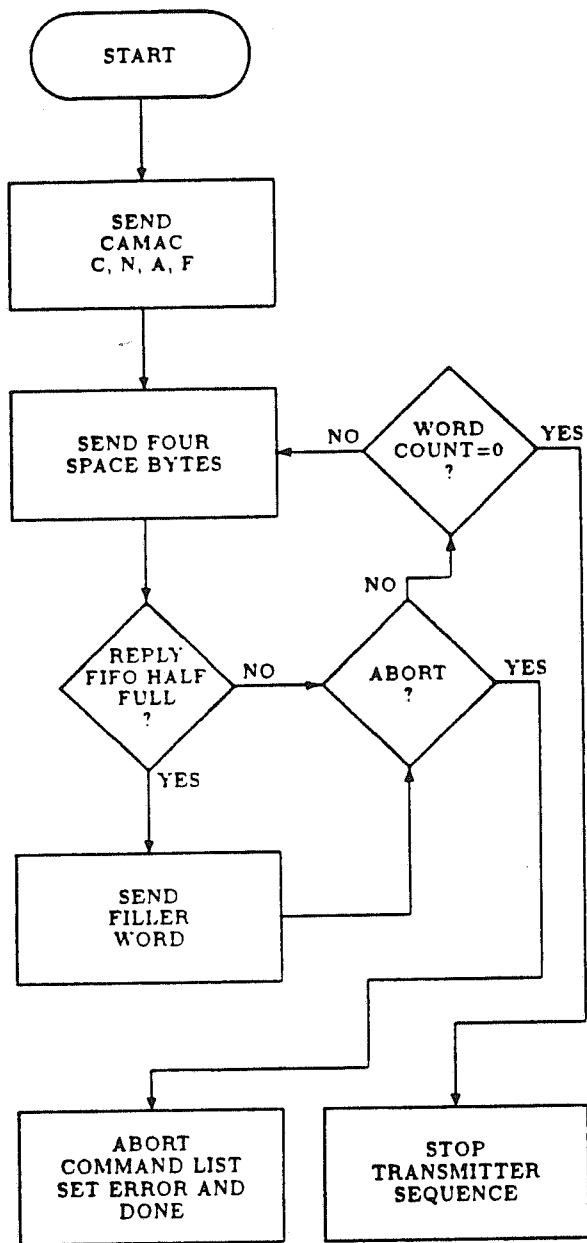 START
SEND
CAMAC
C, N, A, F
SEND FOUR
SPACE BYTES
NO
WORD
COUNT=0
?
YES
NO
REPLY
FIFO HALF
FULL
?
NO
ABORT
?
YES
YES
SEND
FILLER
WORD
ABORT
COMMAND LIST
SET ERROR AND
DONE
STOP
TRANSMITTER
SEQUENCE